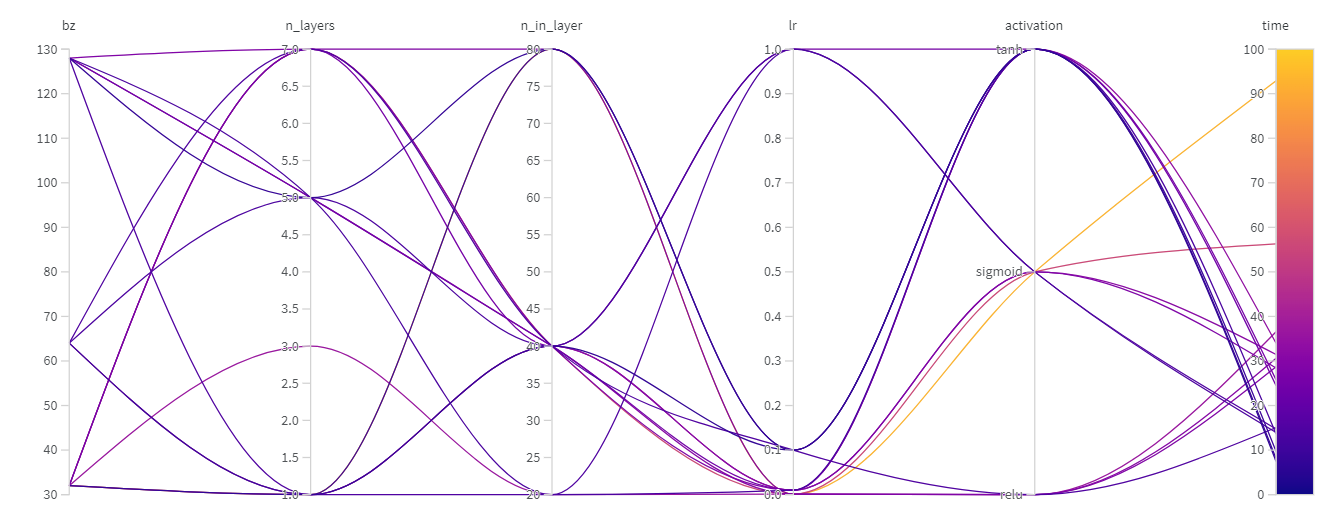 bz n_layers n_in_layer lr activation time
130 7.0 80 1.0 tanh 100
120 6.5 75 0.9 90
110 6.0 70 0.8 80
100 5.5 65 0.7 70
90 5.0 60 0.6 60
80 4.5 55 0.5 sigmoid 50
70 4.0 50 0.4 40
60 3.5 45 0.3 30
50 3.0 40 0.2 20
40 2.5 35 0.1 10
30 2.0 30 0.0 relu 0
1.5 25
1.0 20